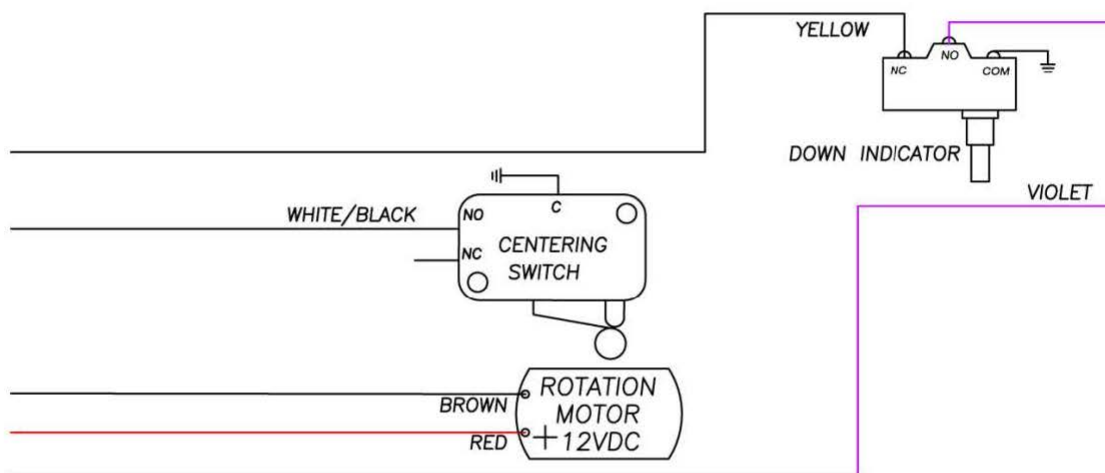 YELLOW
NC
NO
COM
DOWN INDICATOR
VIOLET
C
WHITE/BLACK
NO
NC
CENTERING
SWITCH
ROTATION
MOTOR
BROWN
RED
+ 12VDC